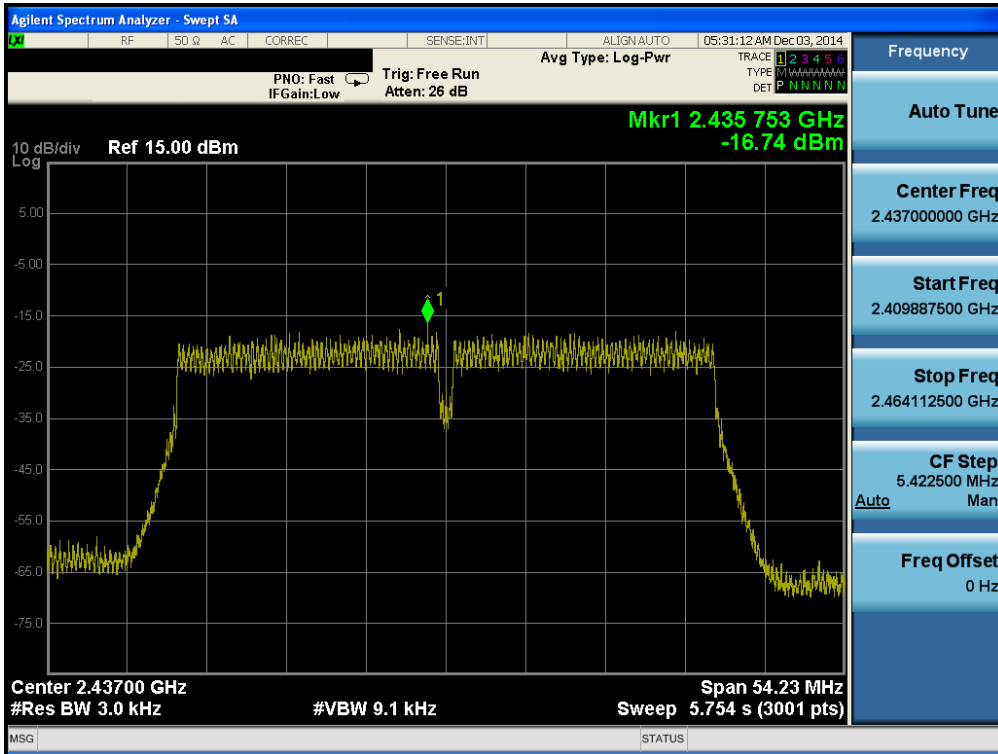 Agilent Spectrum Analyzer - Swept SA
LXI RF 50 Ω AC CORREC SENSE:INT ALIGN AUTO 05:31:12 AM Dec 03, 2014
Frequency
Avg Type: Log-Pwr
TRACE 1 2 3 4 5 6
PNO: Fast Trig: Free Run
TYPE M WWWWW
IFGain:Low Atten: 26 dB
DET P N N N N N
Auto Tune
Mkr1 2.435 753 GHz
-16.74 dBm
10 dB/div Ref 15.00 dBm
Log
Center Freq
2.437000000 GHz
5.00
-5.00
Start Freq
2.409887500 GHz
1
-15.0
-25.0
Stop Freq
2.464112500 GHz
-35.0
-45.0
CF Step
5.422500 MHz
Auto Man
-55.0
-65.0
Freq Offset
0 Hz
-75.0
Center 2.43700 GHz Span 54.23 MHz
#Res BW 3.0 kHz #VBW 9.1 kHz Sweep 5.754 s (3001 pts)
MSG STATUS